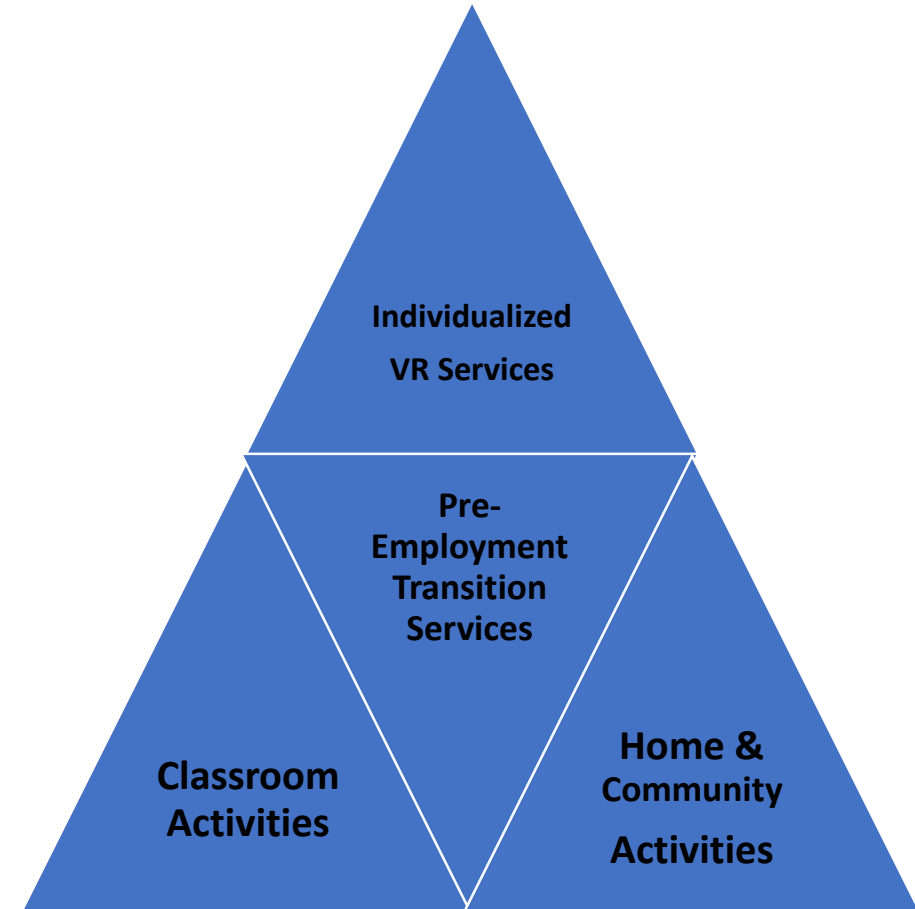 Individualized
VR Services
Pre-
Employment
Transition
Services
Classroom
Activities
Home &
Community
Activities